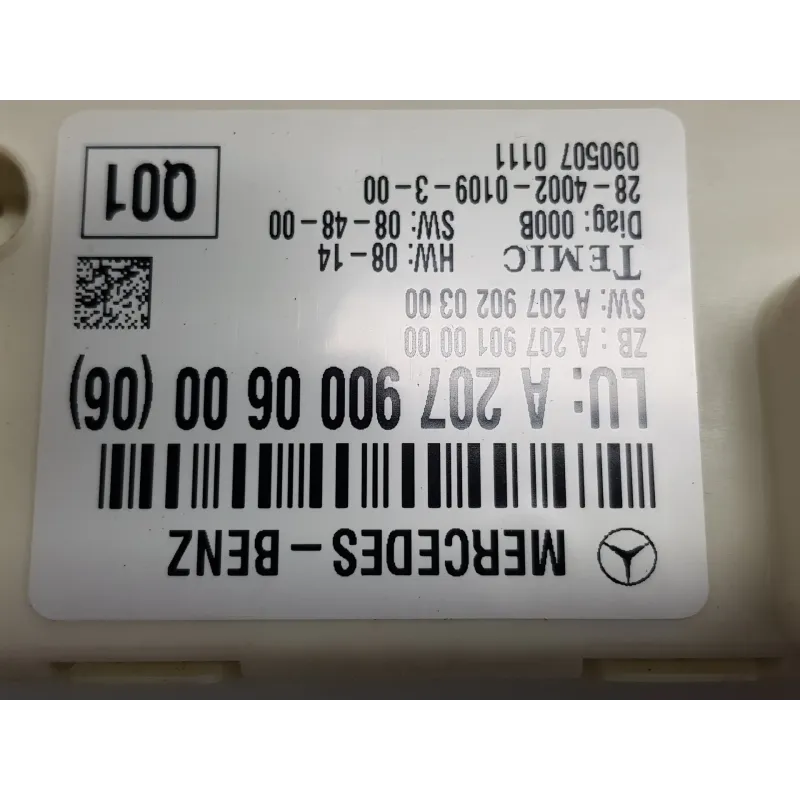 MERCEDES-BENZ
LU: A 207 900 06 00 (06)
ZB: A 207 901 00 00
SW: A 207 902 03 00
TEMIC HW: 08-14
Diag: 000B SW: 08-48-00
28-4002-0109-3-00
090507 0111
Q01